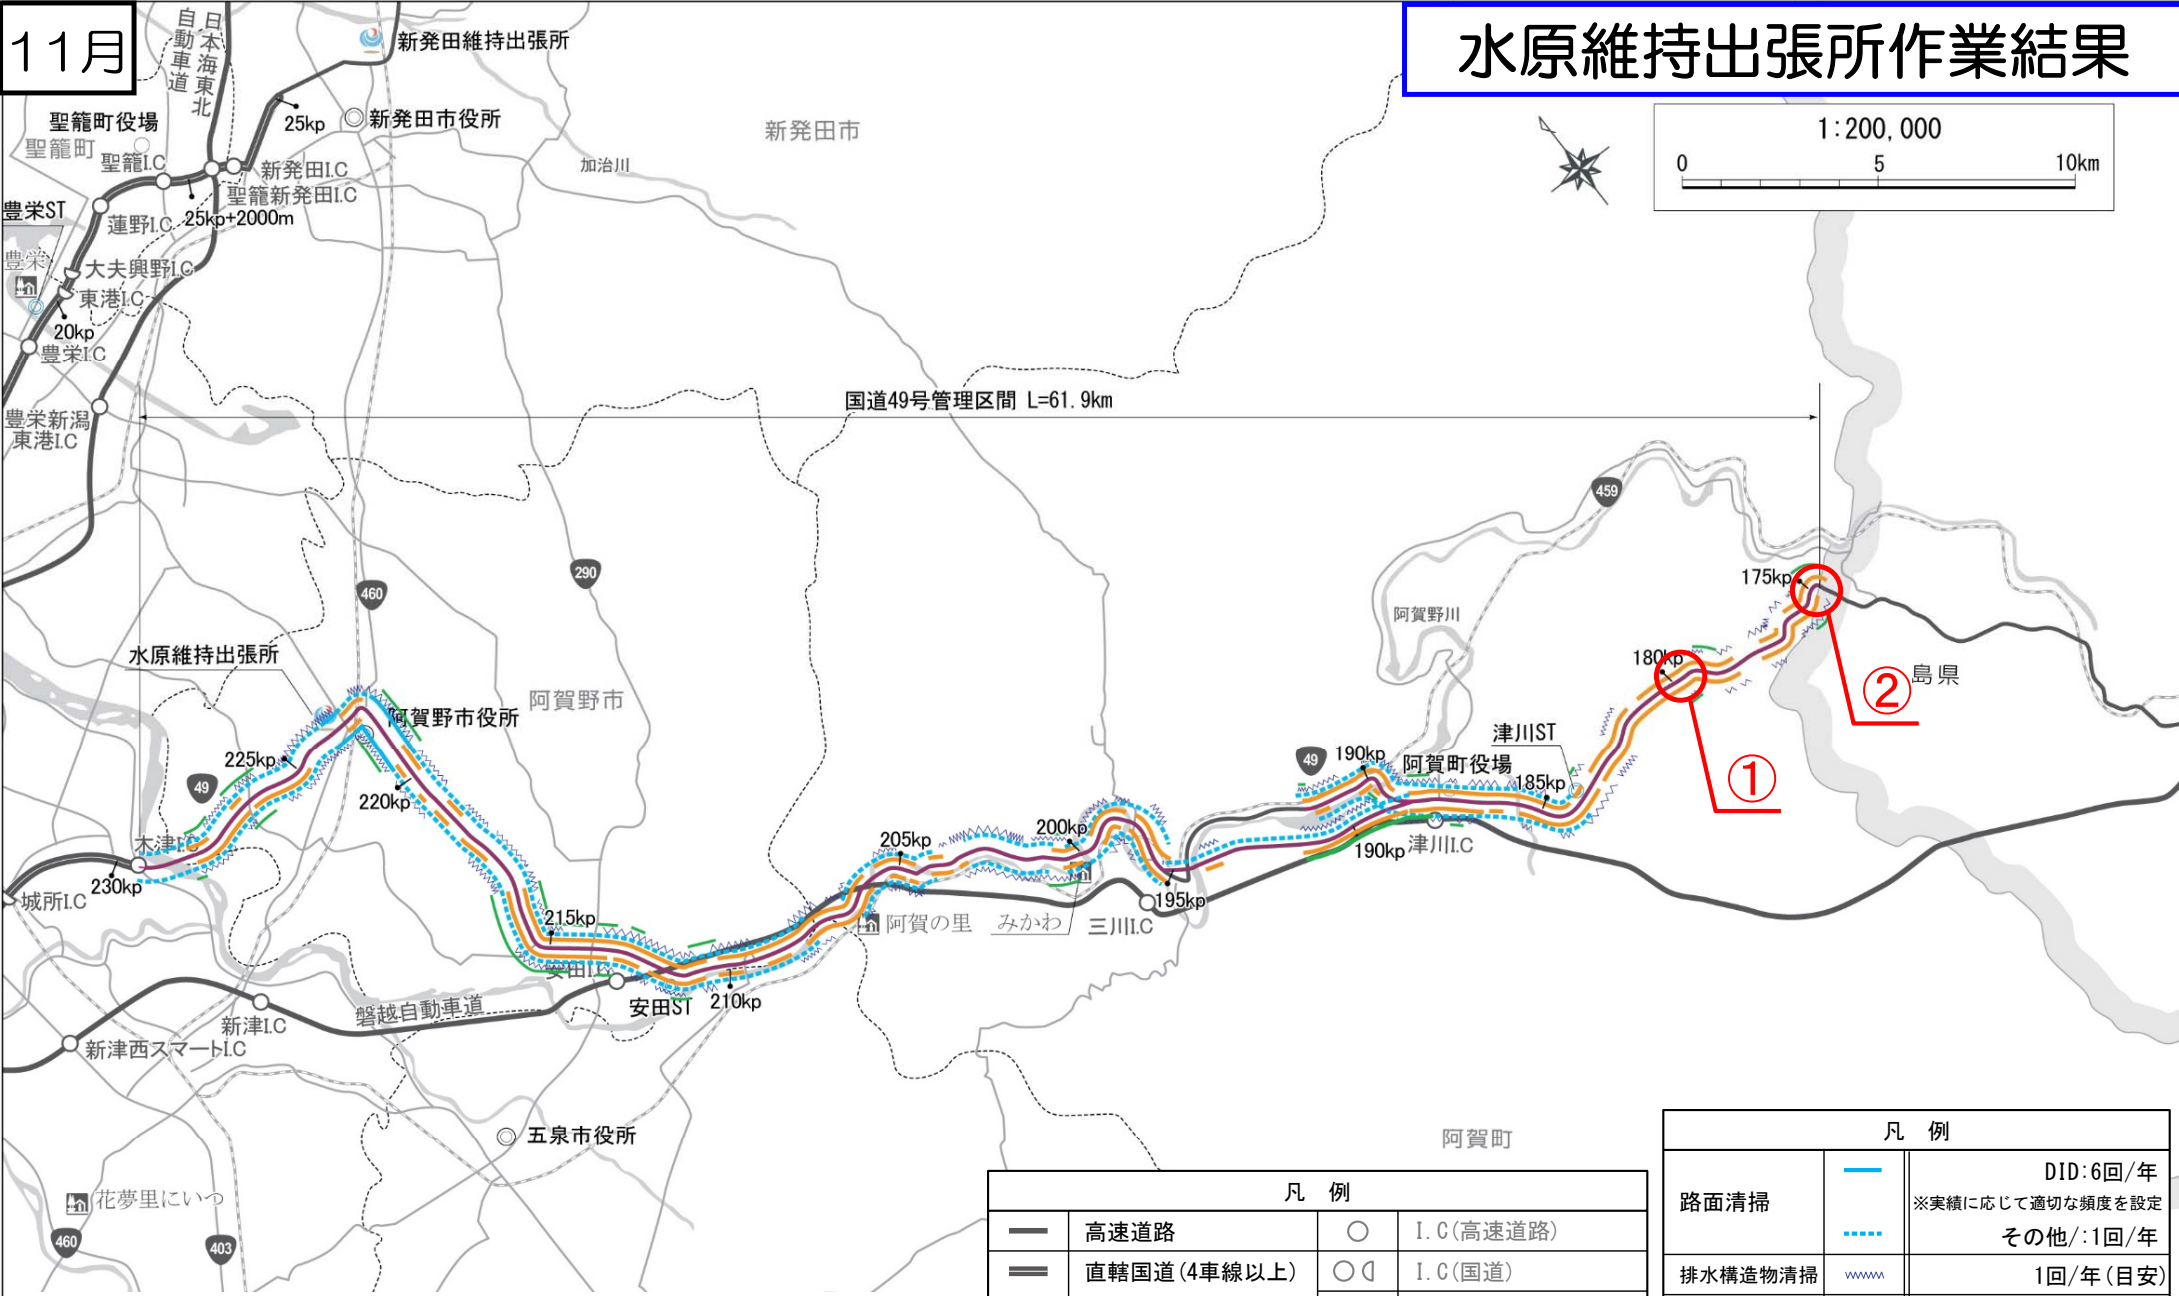 11月
水原維持出張所作業結果
日本海東北
自動車道
新発田維持出張所
1:200,000
0 5 10km
25kp
新発田市役所
新発田市
聖籠町役場
聖籠町
聖籠I.C
新発田I.C
聖籠新発田I.C
加治川
豊栄ST
蓮野I.C
25kp+2000m
豊栄
大夫興野I.C
東港I.C
20kp
豊栄I.C
豊栄新潟
東港I.C
国道49号管理区間 L=61.9km
459
290
460
175kp
阿賀野川
水原維持出張所
180kp
②
島県
阿賀野市
阿賀野市役所
津川ST
225kp
49
190kp
阿賀町役場
①
49
185kp
220kp
200kp
205kp
木津I.C
190kp
津川I.C
230kp
城所I.C
195kp
215kp
阿賀の里 みかわ
三川I.C
安田I.C
安田ST
210kp
磐越自動車道
新津I.C
新津西スマートI.C
五泉市役所
阿賀町
花夢里にいつ
460
403
凡 例
高速道路
I.C(高速道路)
直轄国道(4車線以上)
I.C(国道)
凡 例
路面清掃
DID:6回/年
※実績に応じて適切な頻度を設定
その他/:1回/年
排水構造物清掃
1回/年(目安)